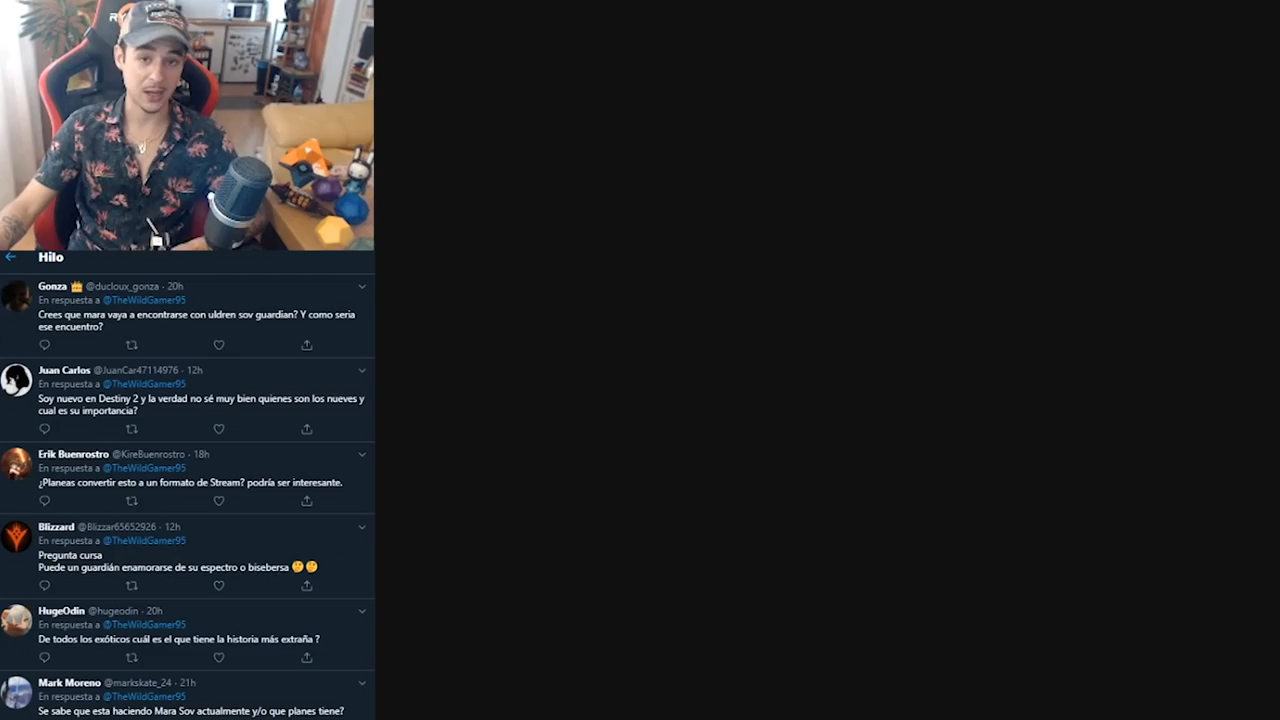 Hilo
Gonza @ducloux_gonza · 20h
En respuesta a @TheWildGamer95
Crees que mara vaya a encontrarse con uldren sov guardian? Y como seria
ese encuentro?
Juan Carlos @JuanCar47114976 · 12h
En respuesta a @TheWildGamer95
Soy nuevo en Destiny 2 y la verdad no sé muy bien quienes son los nueves y
cual es su importancia?
Erik Buenrostro @KireBuenrostro · 18h
En respuesta a @TheWildGamer95
¿Planeas convertir esto a un formato de Stream? podría ser interesante.
Blizzard @Blizzar65652926 · 12h
En respuesta a @TheWildGamer95
Pregunta cursa
Puede un guardián enamorarse de su espectro o bisebersa 🤔🤔
HugeOdin @hugeodin · 20h
En respuesta a @TheWildGamer95
De todos los exóticos cuál es el que tiene la historia más extraña ?
Mark Moreno @markskate_24 · 21h
En respuesta a @TheWildGamer95
Se sabe que esta haciendo Mara Sov actualmente y/o que planes tiene?